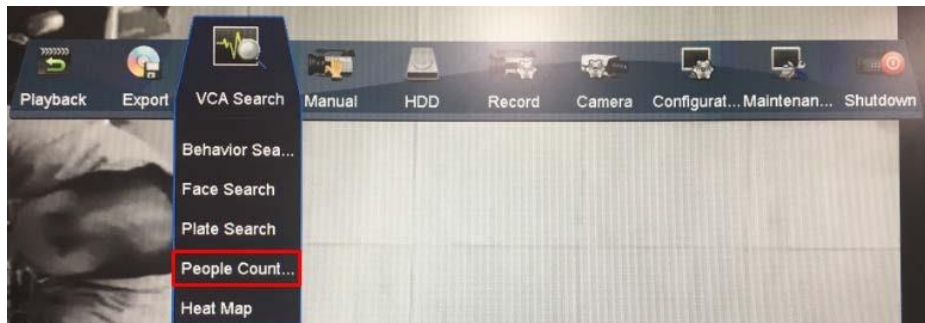 Playback
Export
VCA Search
Manual
HDD
Record
Camera
Configurat...
Maintenan...
Shutdown
Behavior Sea...
Face Search
Plate Search
People Count...
Heat Map